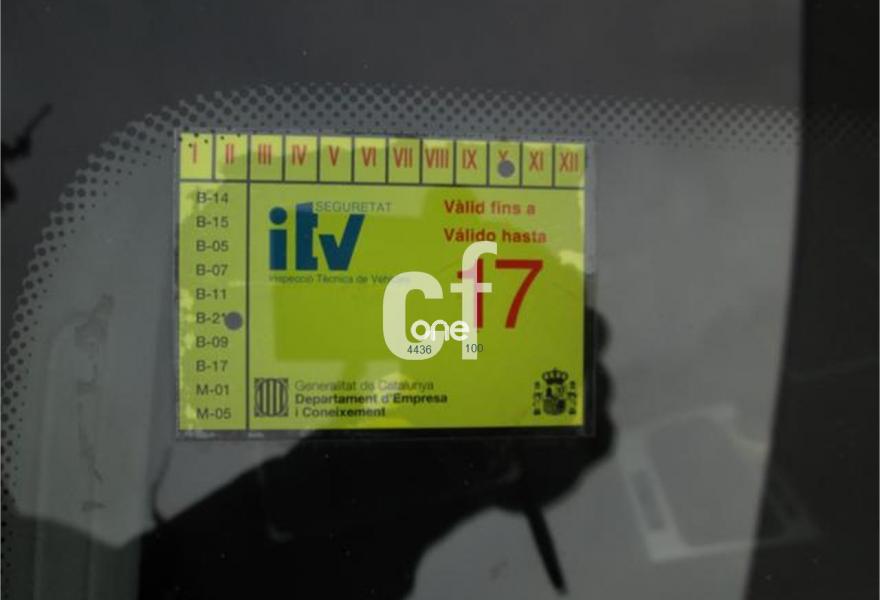 I II III IV V VI VII VIII IX X XI XII
B-14
B-15
B-05
B-07
B-11
B-21
B-09
B-17
M-01
M-05
SEGURETAT
itv
Inspecció Tècnica de Vehicles
Vàlid fins a
Válido hasta
17
cf
one
4436 100
Generalitat de Catalunya
Departament d'Empresa
i Coneixement